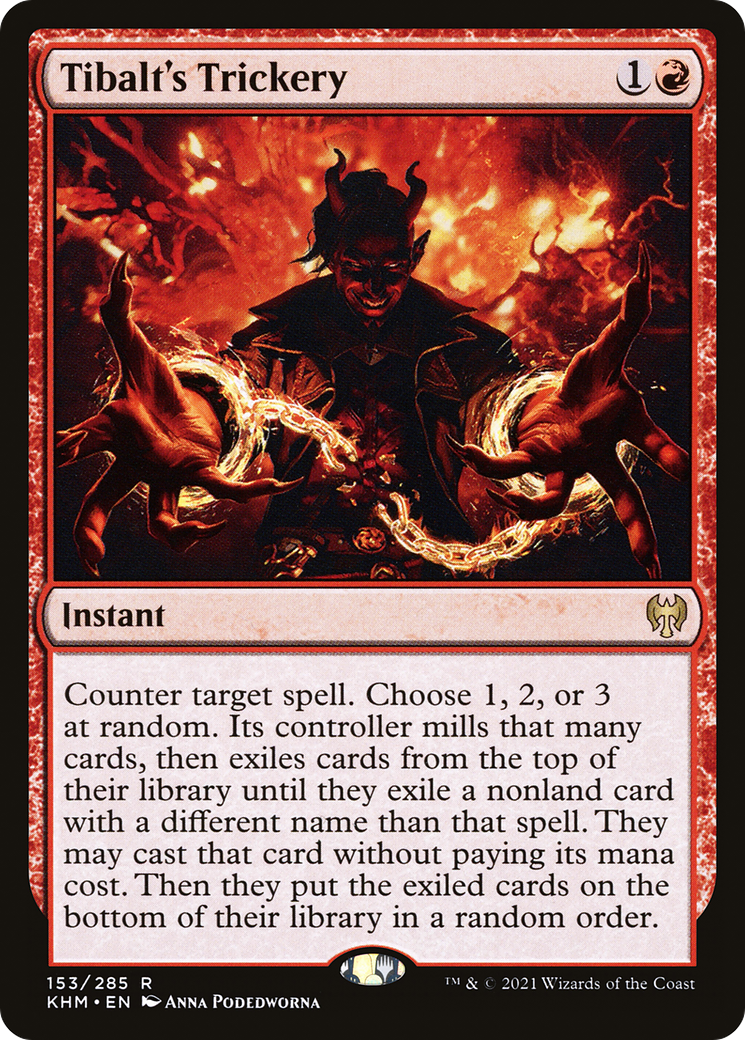 Tibalt's Trickery 1
Instant
Counter target spell. Choose 1, 2, or 3
at random. Its controller mills that many
cards, then exiles cards from the top of
their library until they exile a nonland card
with a different name than that spell. They
may cast that card without paying its mana
cost. Then they put the exiled cards on the
bottom of their library in a random order.
153/285 R
KHM • EN Anna Podedworna
™ & © 2021 Wizards of the Coast